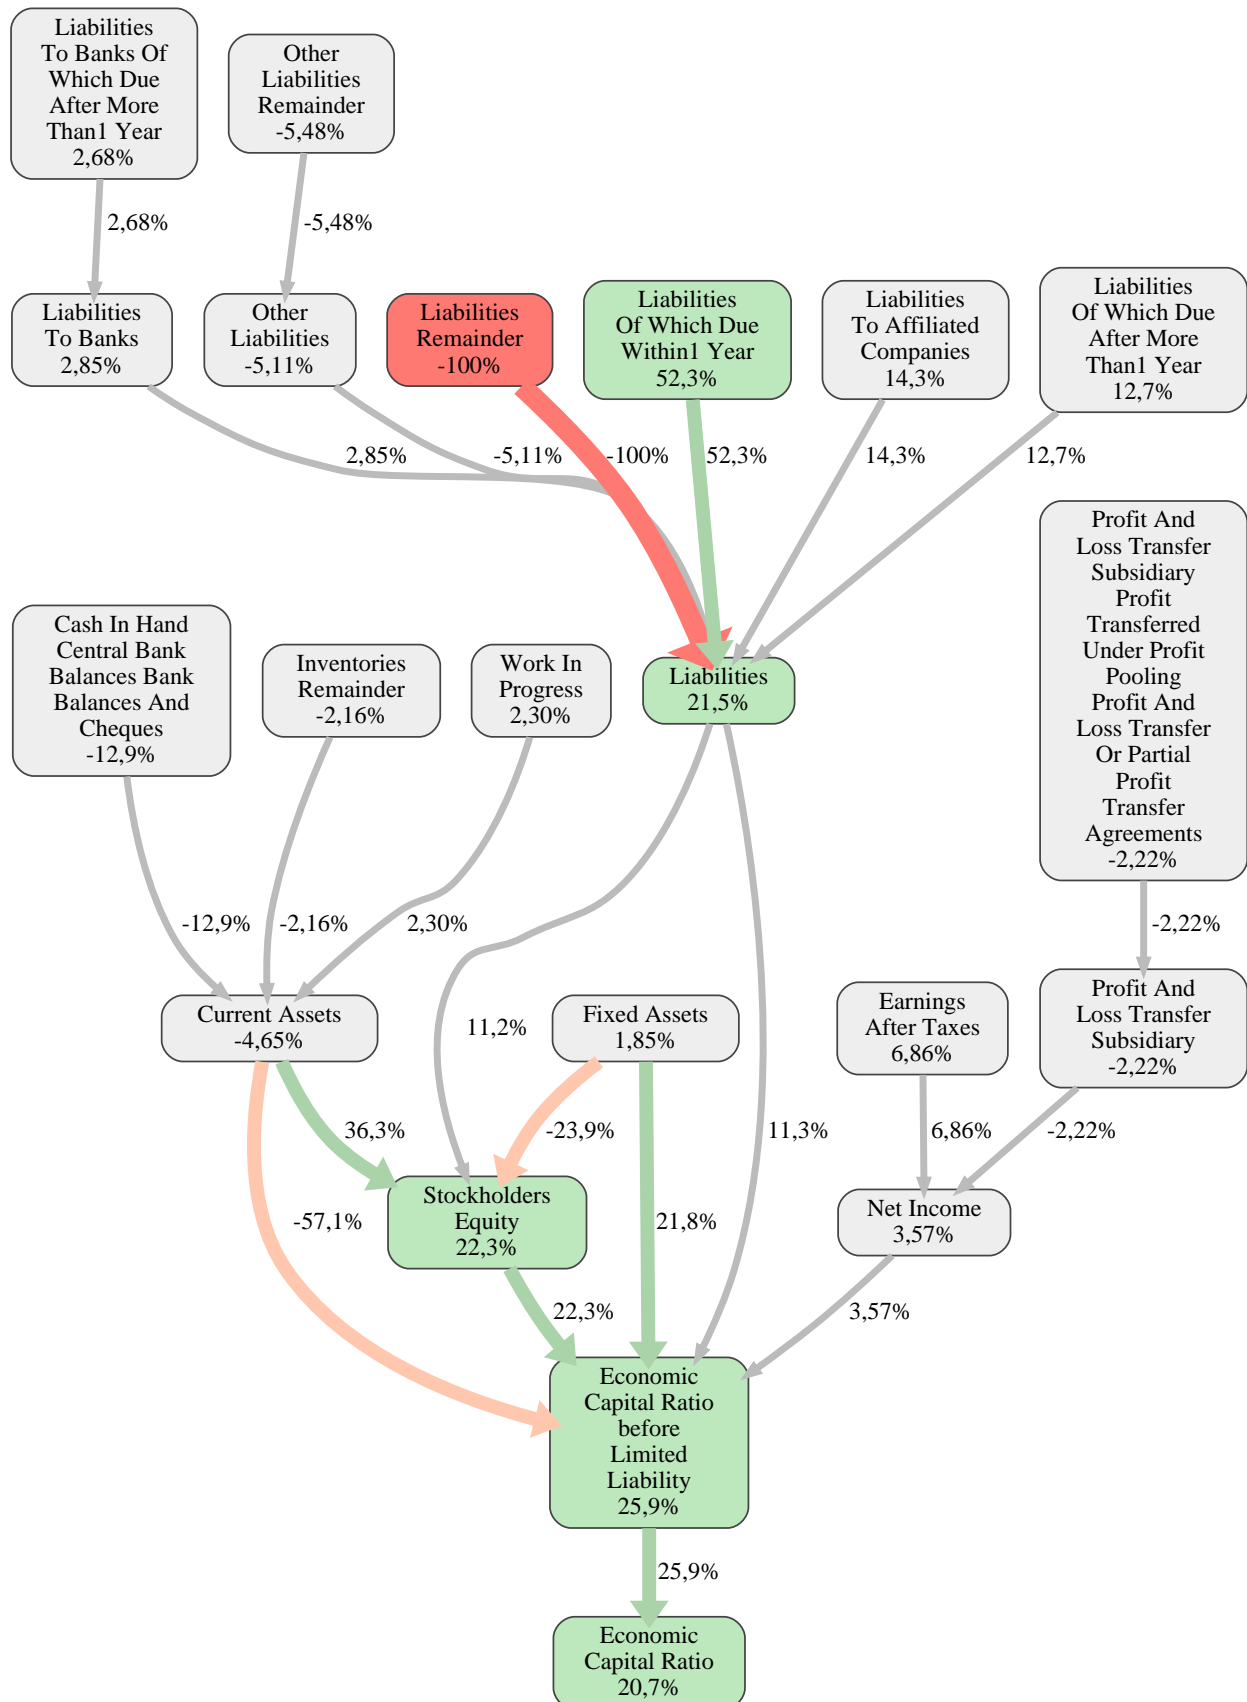 Liabilities
To Banks Of
Which Due
After More
Than1 Year
2,68%
Other
Liabilities
Remainder
-5,48%
2,68%
-5,48%
Liabilities
To Banks
2,85%
Other
Liabilities
-5,11%
Liabilities
Remainder
-100%
Liabilities
Of Which Due
Within1 Year
52,3%
Liabilities
To Affiliated
Companies
14,3%
Liabilities
Of Which Due
After More
Than1 Year
12,7%
2,85%
-5,11%
-100%
52,3%
14,3%
12,7%
Profit And
Loss Transfer
Subsidiary
Profit
Transferred
Under Profit
Pooling
Profit And
Loss Transfer
Or Partial
Profit
Transfer
Agreements
-2,22%
Cash In Hand
Central Bank
Balances Bank
Balances And
Cheques
-12,9%
Inventories
Remainder
-2,16%
Work In
Progress
2,30%
Liabilities
21,5%
-12,9%
-2,16%
2,30%
-2,22%
Current Assets
-4,65%
11,2%
Fixed Assets
1,85%
Earnings
After Taxes
6,86%
Profit And
Loss Transfer
Subsidiary
-2,22%
36,3%
-23,9%
11,3%
6,86%
-2,22%
-57,1%
Stockholders
Equity
22,3%
21,8%
Net Income
3,57%
22,3%
3,57%
Economic
Capital Ratio
before
Limited
Liability
25,9%
25,9%
Economic
Capital Ratio
20,7%